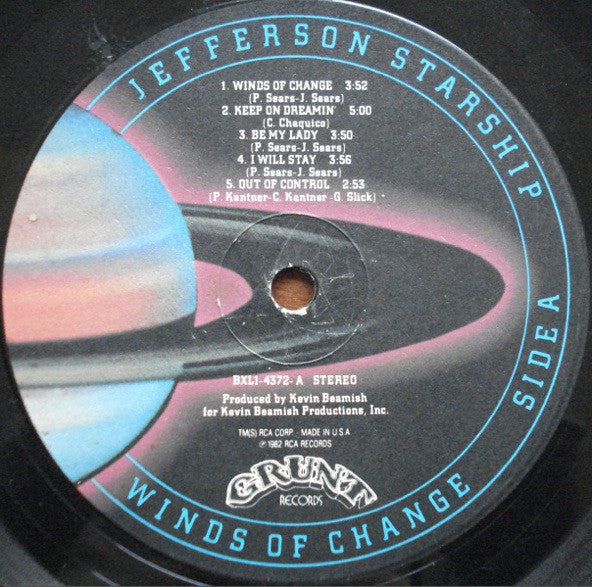 JEFFERSON STARSHIP
1. WINDS OF CHANGE 3:52
(P. Sears-J. Sears)
2. KEEP ON DREAMIN' 5:00
(C. Chaquico)
3. BE MY LADY 3:50
(P. Sears-J. Sears)
4. I WILL STAY 3:56
(P. Sears-J. Sears)
5. OUT OF CONTROL 2:53
(P. Kantner-C. Kantner -G. Slick)
SIDE A
BXL1-4372-A STEREO
Produced by Kevin Beamish
for Kevin Beamish Productions, Inc.
TM(S) RCA CORP. · MADE IN U.S.A
℗ 1982 RCA RECORDS
GRUNT
RECORDS
WINDS OF CHANGE